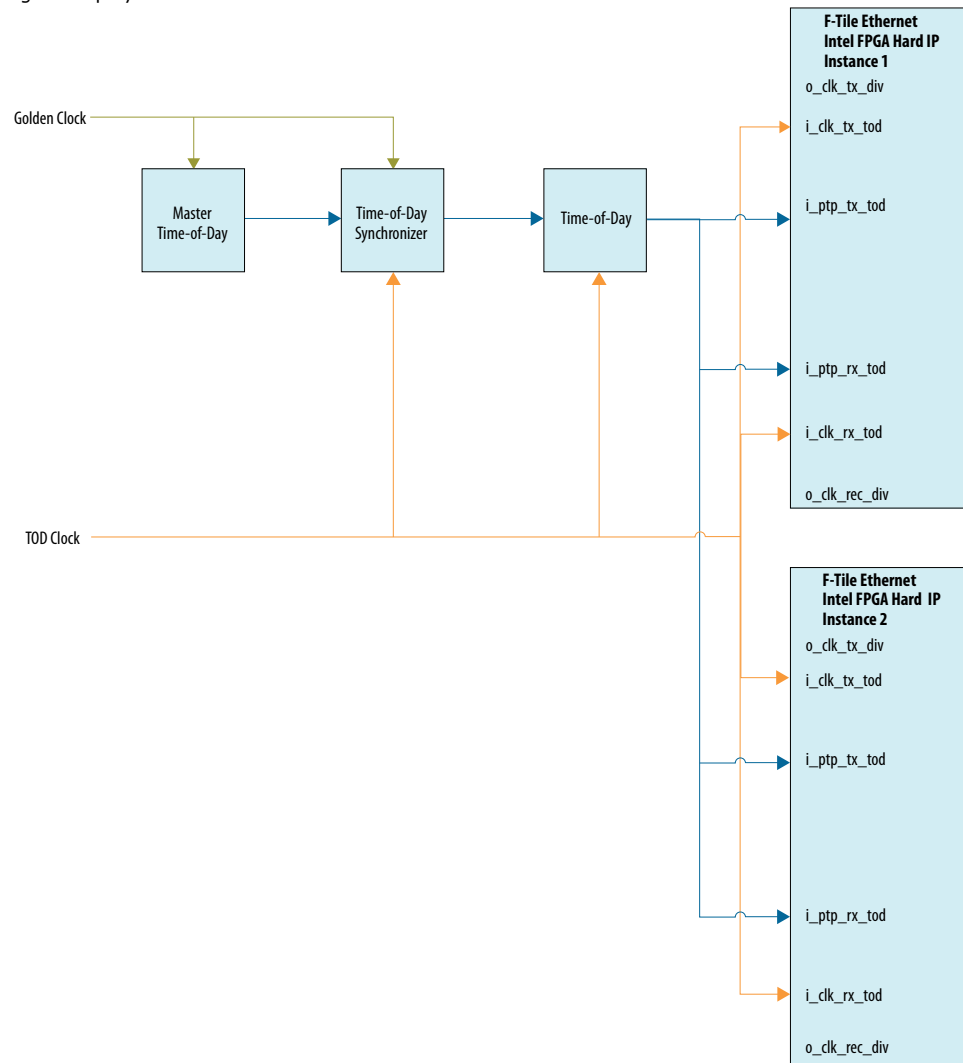 F-Tile Ethernet
Intel FPGA Hard IP
Instance 1
o_clk_tx_div
Golden Clock
i_clk_tx_tod
Master
Time-of-Day
Time-of-Day
Synchronizer
Time-of-Day
i_ptp_tx_tod
i_ptp_rx_tod
i_clk_rx_tod
o_clk_rec_div
TOD Clock
F-Tile Ethernet
Intel FPGA Hard IP
Instance 2
o_clk_tx_div
i_clk_tx_tod
i_ptp_tx_tod
i_ptp_rx_tod
i_clk_rx_tod
o_clk_rec_div